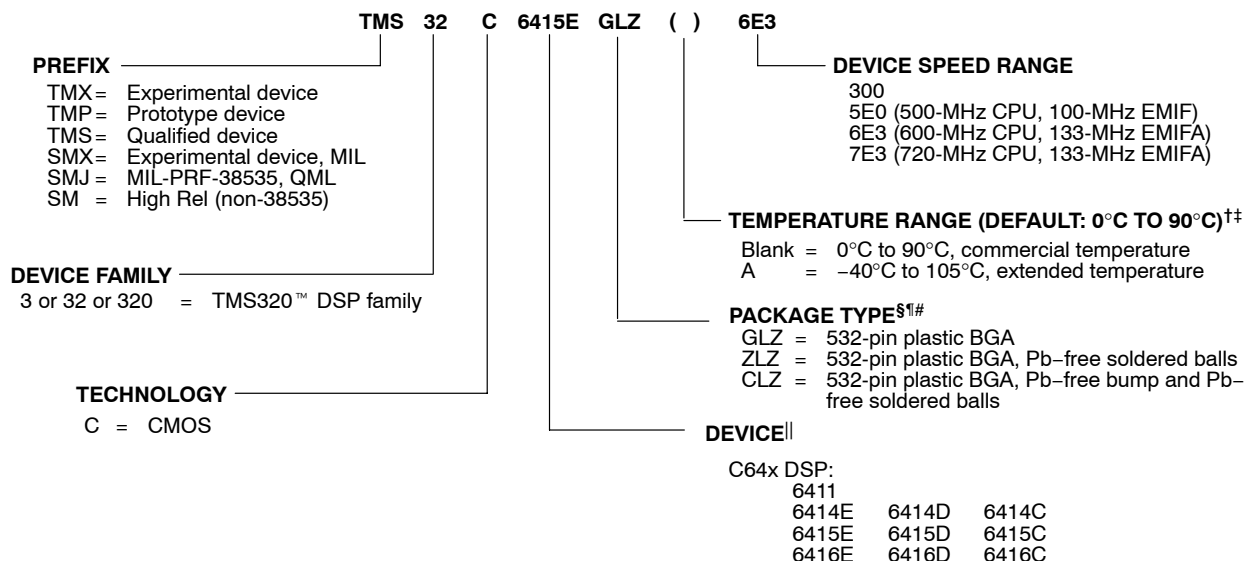 TMS 32 C 6415E GLZ ( ) 6E3
PREFIX
TMX = Experimental device
TMP = Prototype device
TMS = Qualified device
SMX = Experimental device, MIL
SMJ = MIL-PRF-38535, QML
SM = High Rel (non-38535)
DEVICE SPEED RANGE
300
5E0 (500-MHz CPU, 100-MHz EMIF)
6E3 (600-MHz CPU, 133-MHz EMIFA)
7E3 (720-MHz CPU, 133-MHz EMIFA)
TEMPERATURE RANGE (DEFAULT: 0°C TO 90°C)†‡
Blank = 0°C to 90°C, commercial temperature
A = −40°C to 105°C, extended temperature
DEVICE FAMILY
3 or 32 or 320 = TMS320™ DSP family
PACKAGE TYPE§¶#
GLZ = 532-pin plastic BGA
ZLZ = 532-pin plastic BGA, Pb−free soldered balls
CLZ = 532-pin plastic BGA, Pb−free bump and Pb−
free soldered balls
TECHNOLOGY
C = CMOS
DEVICE||
C64x DSP:
6411
6414E 6414D 6414C
6415E 6415D 6415C
6416E 6416D 6416C